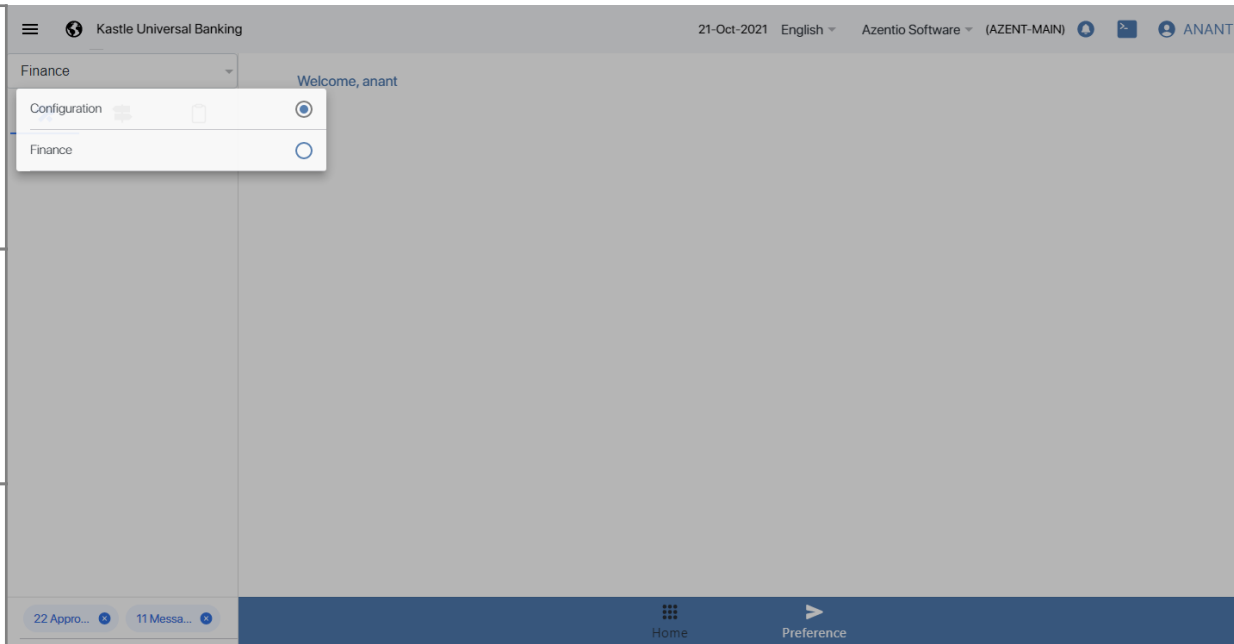 Kastle Universal Banking 21-Oct-2021 English Azentio Software (AZENT-MAIN) ANANT
Finance
Welcome, anant
Configuration
Finance
22 Appro... 11 Messa...
Home Preference